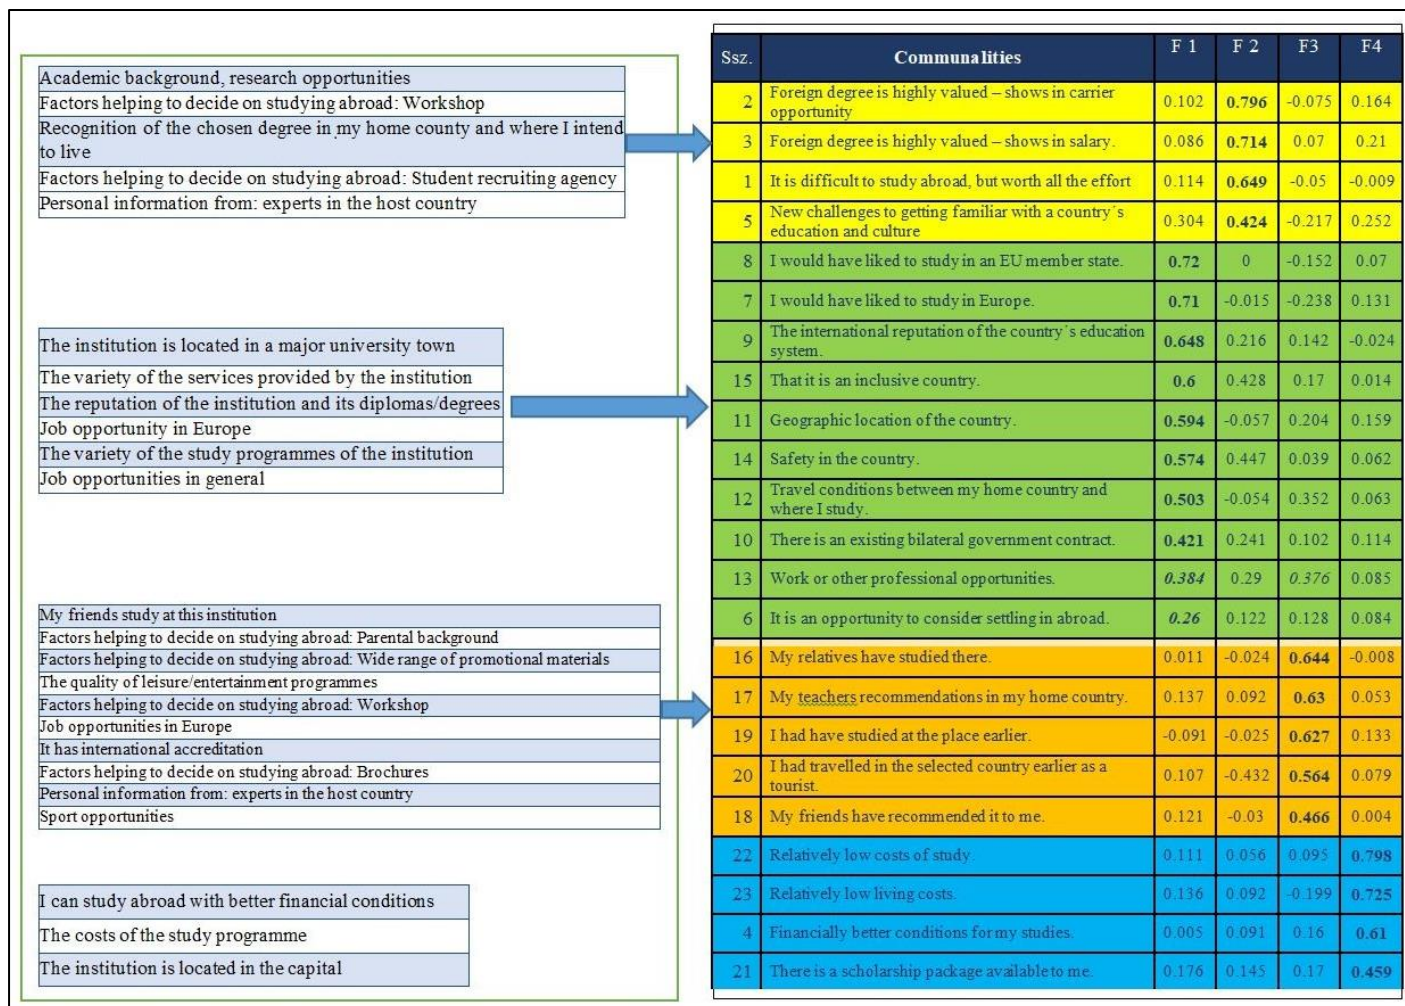 Academic background, research opportunities
Factors helping to decide on studying abroad: Workshop
Recognition of the chosen degree in my home county and where I intend
to live
Factors helping to decide on studying abroad: Student recruiting agency
Personal information from: experts in the host country
The institution is located in a major university town
The variety of the services provided by the institution
The reputation of the institution and its diplomas/degrees
Job opportunity in Europe
The variety of the study programmes of the institution
Job opportunities in general
My friends study at this institution
Factors helping to decide on studying abroad: Parental background
Factors helping to decide on studying abroad: Wide range of promotional materials
The quality of leisure/entertainment programmes
Factors helping to decide on studying abroad: Workshop
Job opportunities in Europe
It has international accreditation
Factors helping to decide on studying abroad: Brochures
Personal information from: experts in the host country
Sport opportunities
I can study abroad with better financial conditions
The costs of the study programme
The institution is located in the capital
Ssz. Communalities F 1 F 2 F3 F4
2 Foreign degree is highly valued – shows in carrier
opportunity 0.102 0.796 -0.075 0.164
3 Foreign degree is highly valued – shows in salary. 0.086 0.714 0.07 0.21
1 It is difficult to study abroad, but worth all the effort 0.114 0.649 -0.05 -0.009
5 New challenges to getting familiar with a country´s
education and culture 0.304 0.424 -0.217 0.252
8 I would have liked to study in an EU member state. 0.72 0 -0.152 0.07
7 I would have liked to study in Europe. 0.71 -0.015 -0.238 0.131
9 The international reputation of the country´s education
system. 0.648 0.216 0.142 -0.024
15 That it is an inclusive country. 0.6 0.428 0.17 0.014
11 Geographic location of the country. 0.594 -0.057 0.204 0.159
14 Safety in the country. 0.574 0.447 0.039 0.062
12 Travel conditions between my home country and
where I study. 0.503 -0.054 0.352 0.063
10 There is an existing bilateral government contract. 0.421 0.241 0.102 0.114
13 Work or other professional opportunities. 0.384 0.29 0.376 0.085
6 It is an opportunity to consider settling in abroad. 0.26 0.122 0.128 0.084
16 My relatives have studied there. 0.011 -0.024 0.644 -0.008
17 My teachers recommendations in my home country. 0.137 0.092 0.63 0.053
19 I had have studied at the place earlier. -0.091 -0.025 0.627 0.133
20 I had travelled in the selected country earlier as a
tourist. 0.107 -0.432 0.564 0.079
18 My friends have recommended it to me. 0.121 -0.03 0.466 0.004
22 Relatively low costs of study. 0.111 0.056 0.095 0.798
23 Relatively low living costs. 0.136 0.092 -0.199 0.725
4 Financially better conditions for my studies. 0.005 0.091 0.16 0.61
21 There is a scholarship package available to me. 0.176 0.145 0.17 0.459